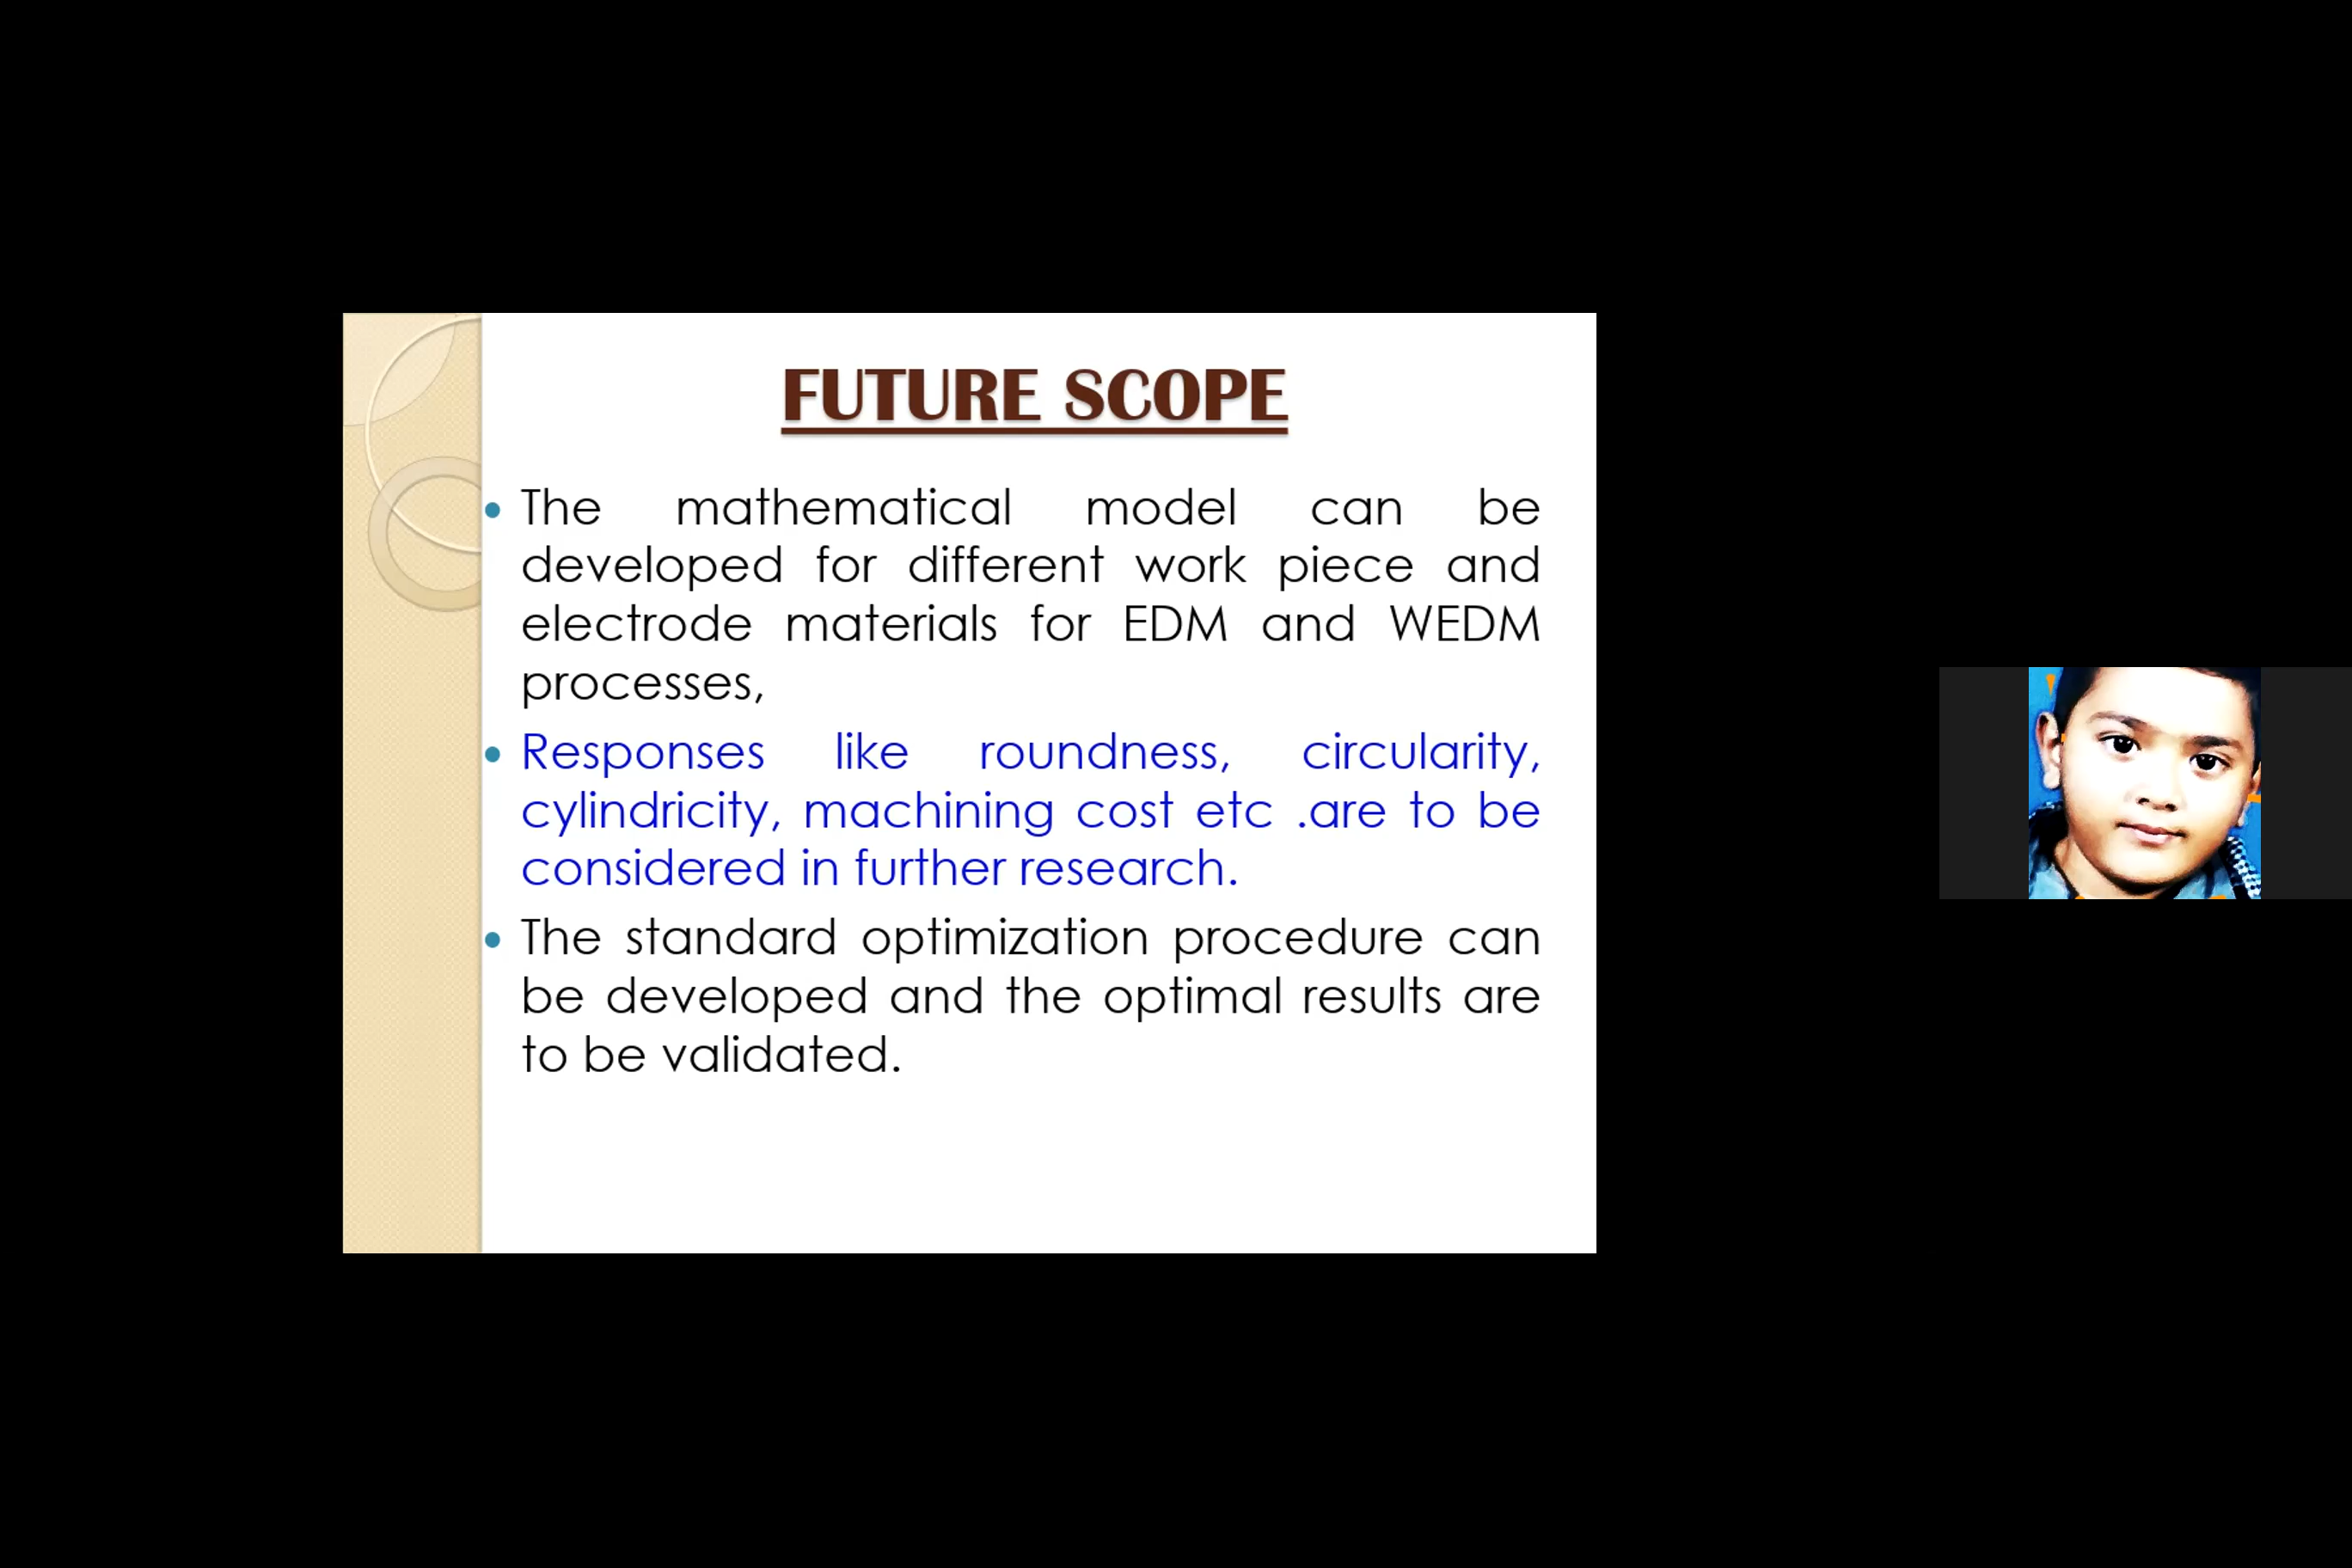 FUTURE SCOPE
• The mathematical model can be
developed for different work piece and
electrode materials for EDM and WEDM
processes,
• Responses like roundness, circularity,
cylindricity, machining cost etc .are to be
considered in further research.
• The standard optimization procedure can
be developed and the optimal results are
to be validated.